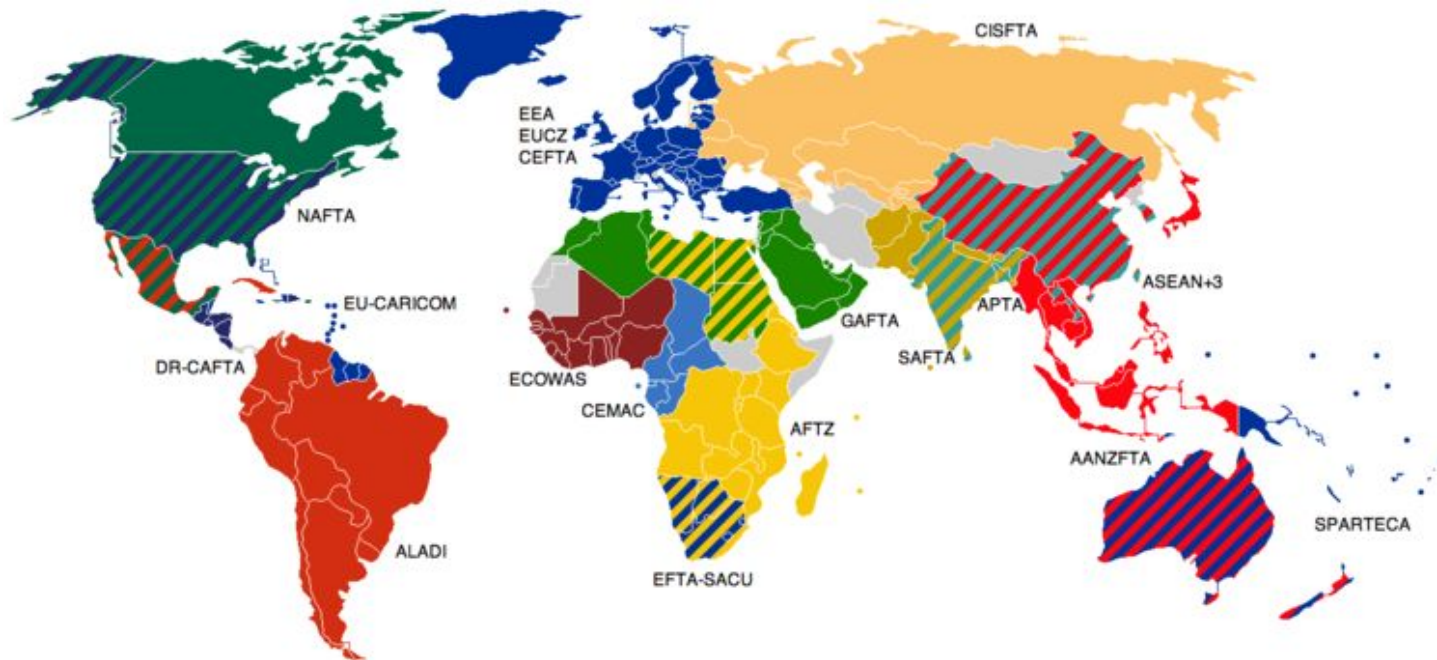 CISFTA
EEA
EUCZ
CEFTA
NAFTA
ASEAN+3
EU-CARICOM
APTA
GAFTA
SAFTA
DR-CAFTA
ECOWAS
CEMAC
AFTZ
AANZFTA
SPARTECA
ALADI
EFTA-SACU